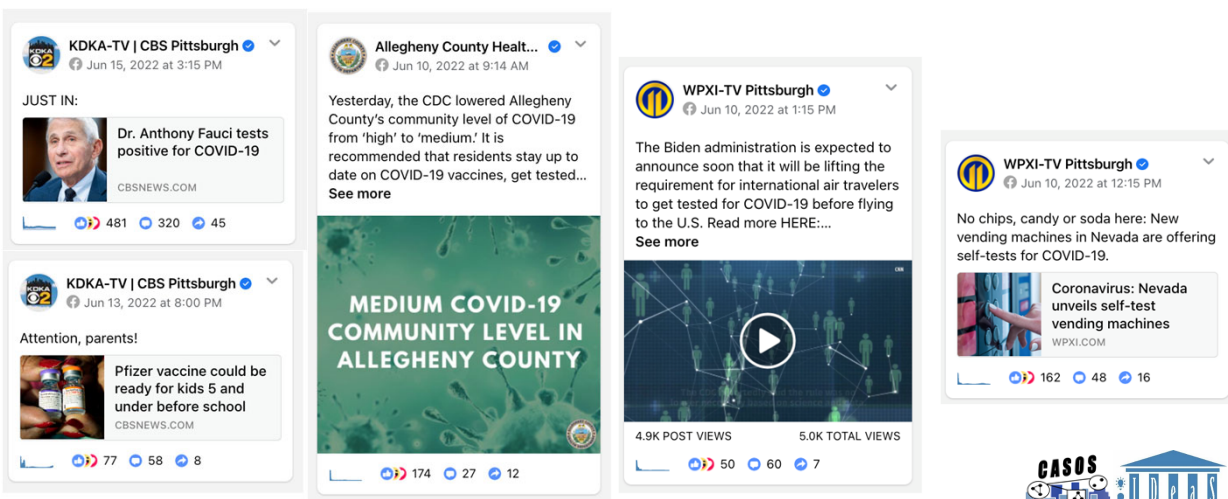 KDKA-TV | CBS Pittsburgh
Jun 15, 2022 at 3:15 PM
JUST IN:
Dr. Anthony Fauci tests
positive for COVID-19
CBSNEWS.COM
481 320 45
KDKA-TV | CBS Pittsburgh
Jun 13, 2022 at 8:00 PM
Attention, parents!
Pfizer vaccine could be
ready for kids 5 and
under before school
CBSNEWS.COM
77 58 8
Allegheny County Healt...
Jun 10, 2022 at 9:14 AM
Yesterday, the CDC lowered Allegheny
County's community level of COVID-19
from 'high' to 'medium.' It is
recommended that residents stay up to
date on COVID-19 vaccines, get tested...
See more
MEDIUM COVID-19
COMMUNITY LEVEL IN
ALLEGHENY COUNTY
174 27 12
WPXI-TV Pittsburgh
Jun 10, 2022 at 1:15 PM
The Biden administration is expected to
announce soon that it will be lifting the
requirement for international air travelers
to get tested for COVID-19 before flying
to the U.S. Read more HERE:...
See more
4.9K POST VIEWS 5.0K TOTAL VIEWS
50 60 7
WPXI-TV Pittsburgh
Jun 10, 2022 at 12:15 PM
No chips, candy or soda here: New
vending machines in Nevada are offering
self-tests for COVID-19.
Coronavirus: Nevada
unveils self-test
vending machines
WPXI.COM
162 48 16
CASOS
IDeaS